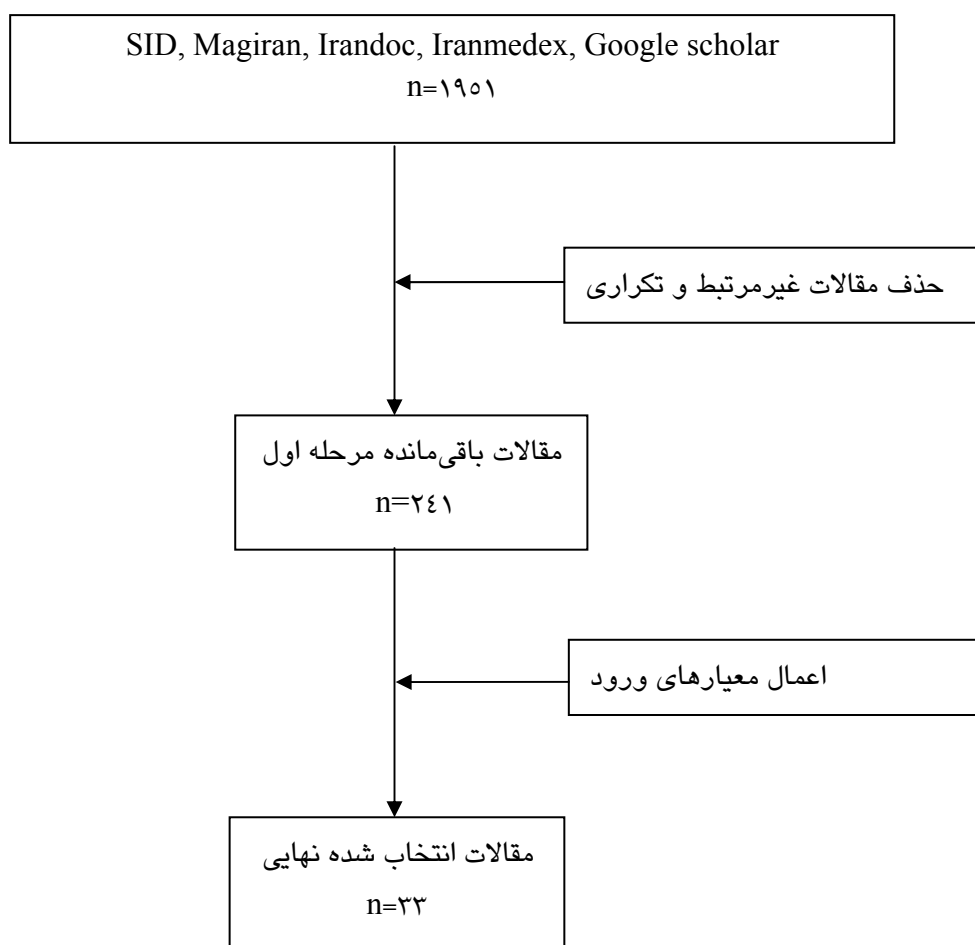 SID, Magiran, Irandoc, Iranmedex, Google scholar
n=۱۹۵۱
حذف مقالات غیرمرتبط و تکراری
مقالات باقی‌مانده مرحله اول
n=۲٤۱
اعمال معیارهای ورود
مقالات انتخاب شده نهایی
n=۳۳